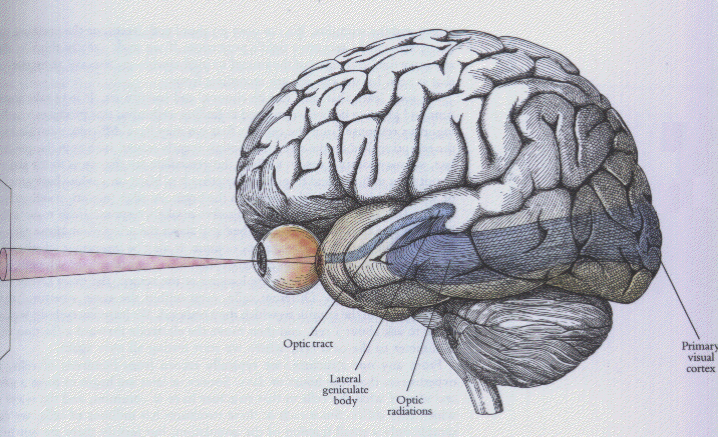 Optic tract
Lateral
geniculate
body
Optic
radiations
Primary
visual
cortex